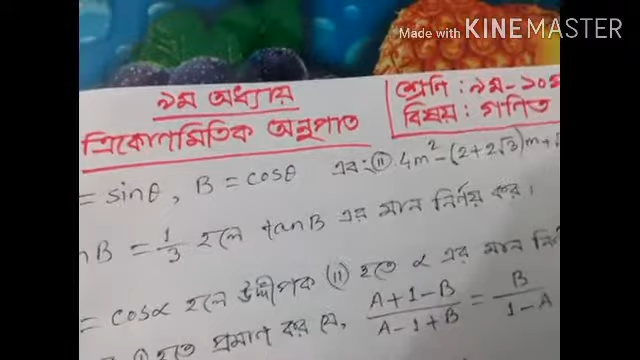 Made with KINEMASTER
৯ম অধ্যায়
ত্রিকোণমিতিক অনুপাত
শ্রেণি : ৯ম-১০ম
বিষয় : গণিত
= sinθ, B = cosθ এবং (ii) 4m² - (2+2√3)m +
B = 1/3 হলে tanB এর মান নির্ণয় কর।
= cosα হলে উদ্দীপক (ii) হতে α এর মান
(i) হতে প্রমাণ কর যে, (A+1-B)/(A-1+B) = B/(1-A)